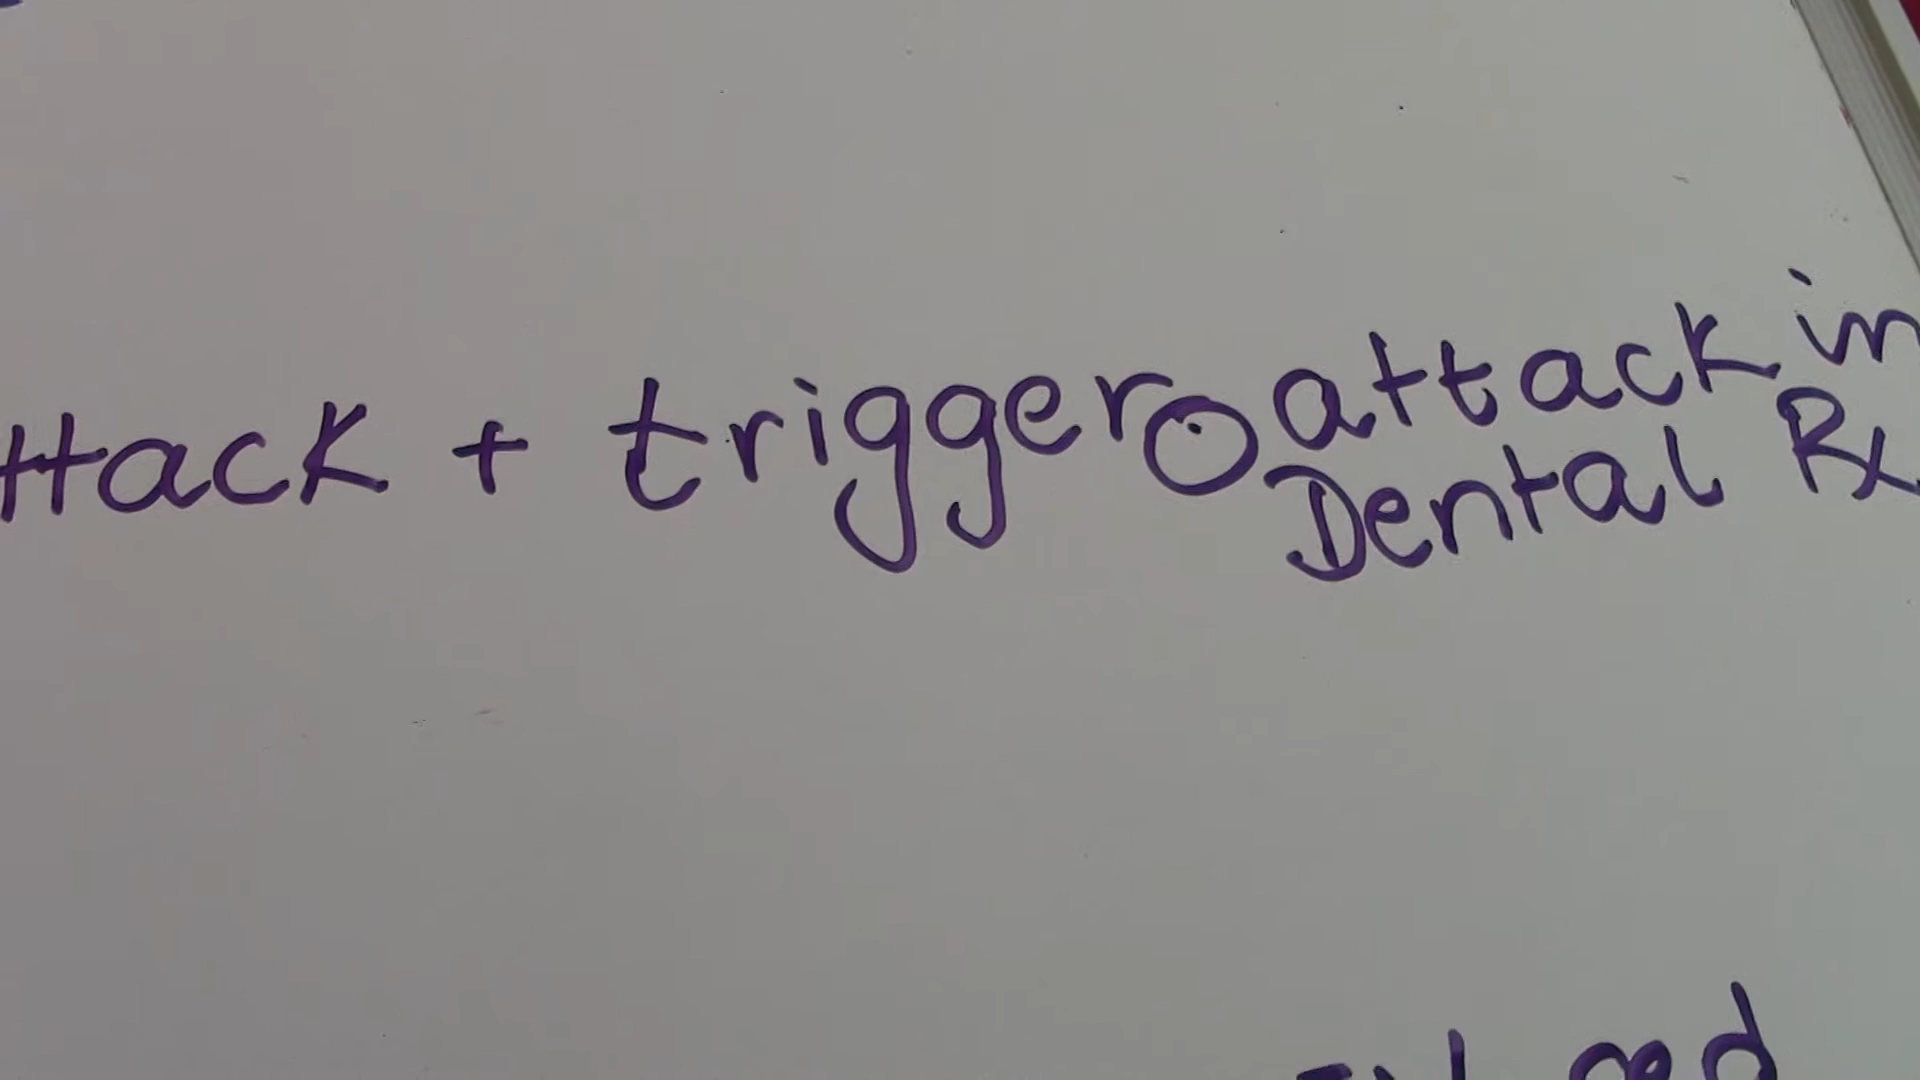 ttack + trigger attack in
Dental Rx